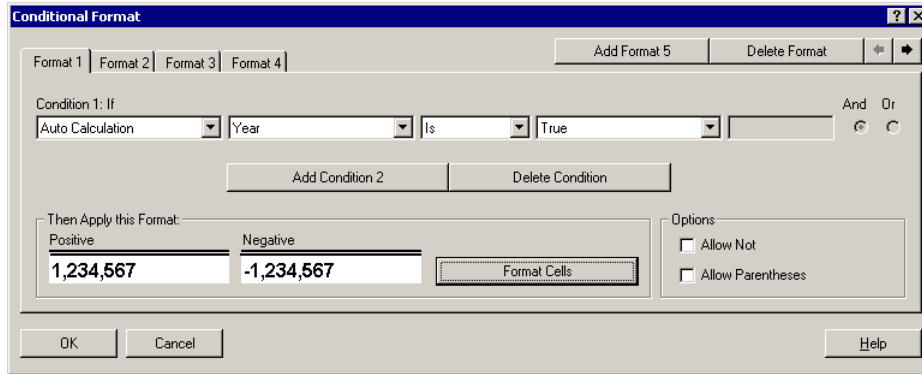 Conditional Format
Add Format 5 Delete Format
Format 1 Format 2 Format 3 Format 4
Condition 1: If And Or
Auto Calculation Year Is True
Add Condition 2 Delete Condition
Then Apply this Format: Options
Positive Negative Allow Not
1,234,567 -1,234,567 Format Cells Allow Parentheses
OK Cancel Help